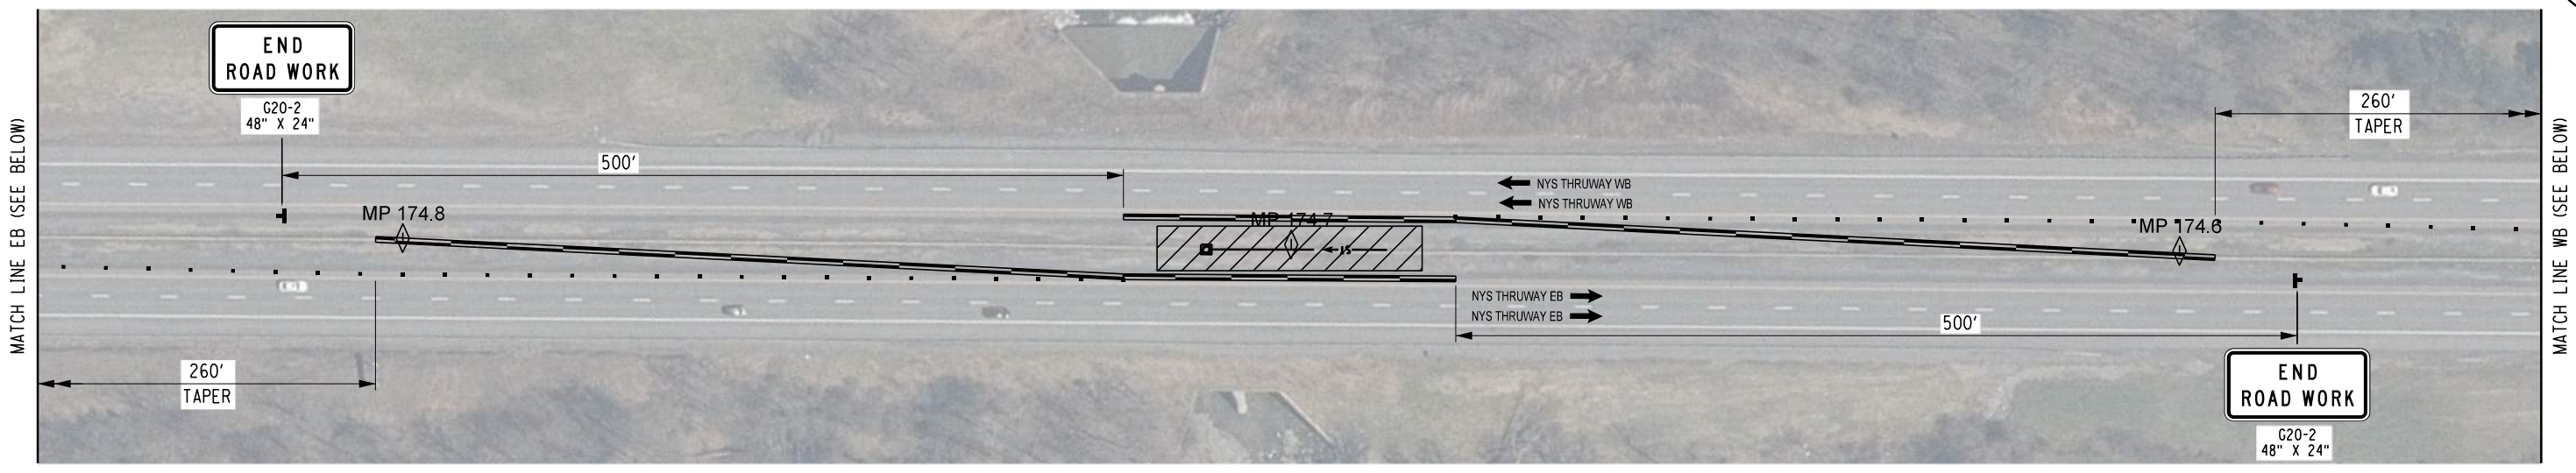 MATCH LINE EB (SEE BELOW)
END
ROAD WORK
G20-2
48" X 24"
500'
MP 174.8
260'
TAPER
NYS THRUWAY WB
NYS THRUWAY WB
MP 174.7
NYS THRUWAY EB
NYS THRUWAY EB
MP 174.6
260'
TAPER
500'
END
ROAD WORK
G20-2
48" X 24"
MATCH LINE WB (SEE BELOW)